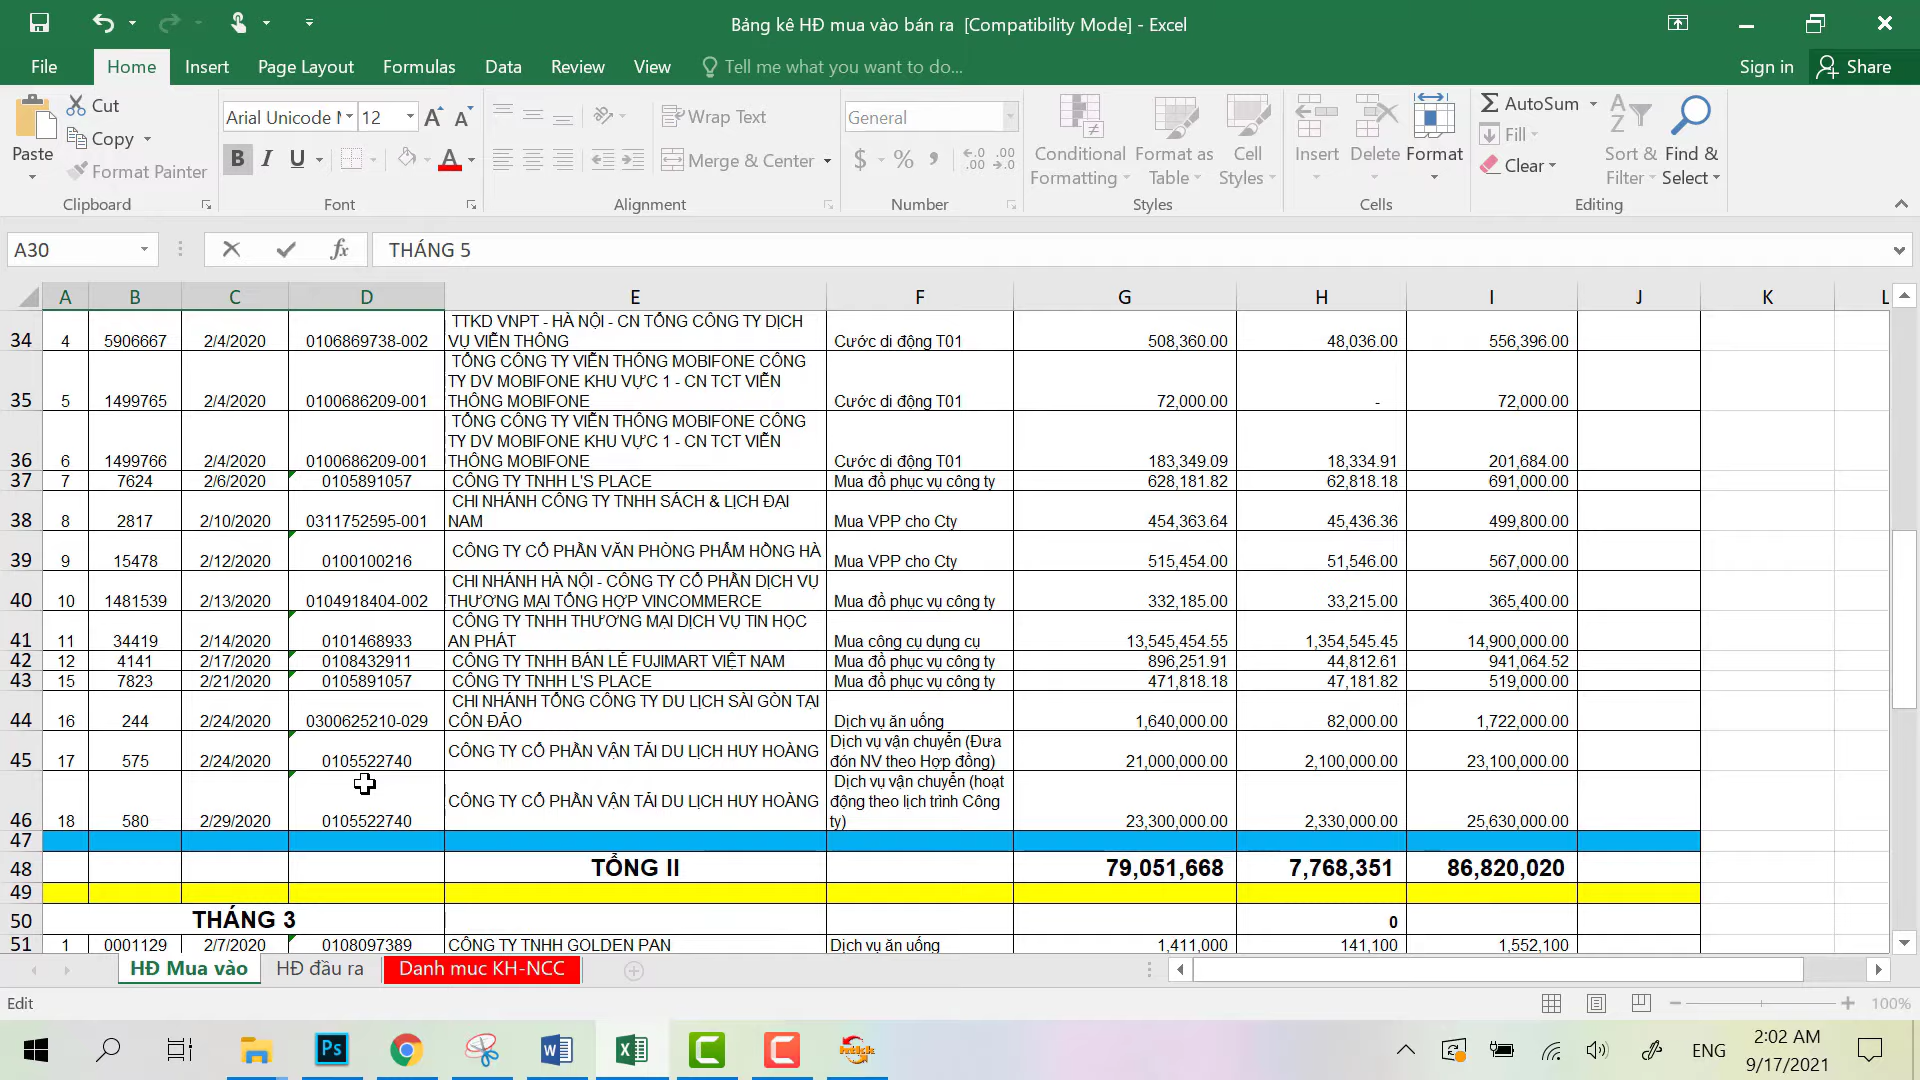 Bảng kê HĐ mua vào bán ra [Compatibility Mode] - Excel
File Home Insert Page Layout Formulas Data Review View Tell me what you want to do... Sign in Share
Paste Cut Copy Format Painter Clipboard
Arial Unicode M 12 B I U A Font
Wrap Text Merge & Center Alignment
General $ % , Number
Conditional Formatting Format as Table Cell Styles Styles
Insert Delete Format Cells
AutoSum Fill Clear Sort & Filter Find & Select Editing
A30 fx THÁNG 5
A B C D E F G H I J K L
34 4 5906667 2/4/2020 0106869738-002 TTKD VNPT - HÀ NỘI - CN TỔNG CÔNG TY DỊCH VỤ VIỄN THÔNG Cước di động T01 508,360.00 48,036.00 556,396.00
35 5 1499765 2/4/2020 0100686209-001 TỔNG CÔNG TY VIỄN THÔNG MOBIFONE CÔNG TY DV MOBIFONE KHU VỰC 1 - CN TCT VIỄN THÔNG MOBIFONE Cước di động T01 72,000.00 - 72,000.00
36 6 1499766 2/4/2020 0100686209-001 TỔNG CÔNG TY VIỄN THÔNG MOBIFONE CÔNG TY DV MOBIFONE KHU VỰC 1 - CN TCT VIỄN THÔNG MOBIFONE Cước di động T01 183,349.09 18,334.91 201,684.00
37 7 7624 2/6/2020 0105891057 CÔNG TY TNHH L'S PLACE Mua đồ phục vụ công ty 628,181.82 62,818.18 691,000.00
38 8 2817 2/10/2020 0311752595-001 CHI NHÁNH CÔNG TY TNHH SÁCH & LỊCH ĐẠI NAM Mua VPP cho Cty 454,363.64 45,436.36 499,800.00
39 9 15478 2/12/2020 0100100216 CÔNG TY CỔ PHẦN VĂN PHÒNG PHẨM HỒNG HÀ Mua VPP cho Cty 515,454.00 51,546.00 567,000.00
40 10 1481539 2/13/2020 0104918404-002 CHI NHÁNH HÀ NỘI - CÔNG TY CỔ PHẦN DỊCH VỤ THƯƠNG MẠI TỔNG HỢP VINCOMMERCE Mua đồ phục vụ công ty 332,185.00 33,215.00 365,400.00
41 11 34419 2/14/2020 0101468933 CÔNG TY TNHH THƯƠNG MẠI DỊCH VỤ TIN HỌC AN PHÁT Mua công cụ dụng cụ 13,545,454.55 1,354,545.45 14,900,000.00
42 12 4141 2/17/2020 0108432911 CÔNG TY TNHH BÁN LẺ FUJIMART VIỆT NAM Mua đồ phục vụ công ty 896,251.91 44,812.61 941,064.52
43 15 7823 2/21/2020 0105891057 CÔNG TY TNHH L'S PLACE Mua đồ phục vụ công ty 471,818.18 47,181.82 519,000.00
44 16 244 2/24/2020 0300625210-029 CHI NHÁNH TỔNG CÔNG TY DU LỊCH SÀI GÒN TẠI CÔN ĐẢO Dịch vụ ăn uống 1,640,000.00 82,000.00 1,722,000.00
45 17 575 2/24/2020 0105522740 CÔNG TY CỔ PHẦN VẬN TẢI DU LỊCH HUY HOÀNG Dịch vụ vận chuyển (Đưa đón NV theo Hợp đồng) 21,000,000.00 2,100,000.00 23,100,000.00
46 18 580 2/29/2020 0105522740 CÔNG TY CỔ PHẦN VẬN TẢI DU LỊCH HUY HOÀNG Dịch vụ vận chuyển (hoạt động theo lịch trình Công ty) 23,300,000.00 2,330,000.00 25,630,000.00
47
48 TỔNG II 79,051,668 7,768,351 86,820,020
49
50 THÁNG 3 0
51 1 0001129 2/7/2020 0108097389 CÔNG TY TNHH GOLDEN PAN Dịch vụ ăn uống 1,411,000 141,100 1,552,100
HĐ Mua vào HĐ đầu ra Danh muc KH-NCC
Edit 100%
Ps ENG 2:02 AM
9/17/2021